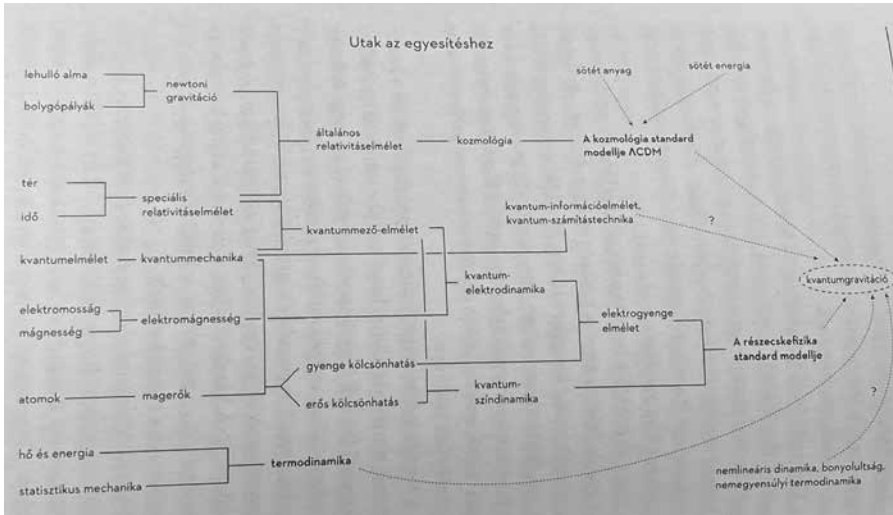 Utak az egyesítéshez
lehulló alma
bolygópályák
newtoni
gravitáció
sötét anyag
sötét energia
általános
relativitáselmélet
kozmológia
A kozmológia standard
modellje ΛCDM
tér
idő
speciális
relativitáselmélet
kvantum-információelmélet,
kvantum-számítástechnika
?
kvantummező-elmélet
kvantumelmélet
kvantummechanika
kvantum-
elektrodinamika
kvantumgravitáció
elektromosság
mágnesség
elektromágnesség
elektrogyenge
elmélet
A részecskefizika
standard modellje
gyenge kölcsönhatás
atomok
magerők
erős kölcsönhatás
kvantum-
színdinamika
?
hő és energia
statisztikus mechanika
termodinamika
nemlineáris dinamika, bonyolultság,
nemegyensúlyi termodinamika